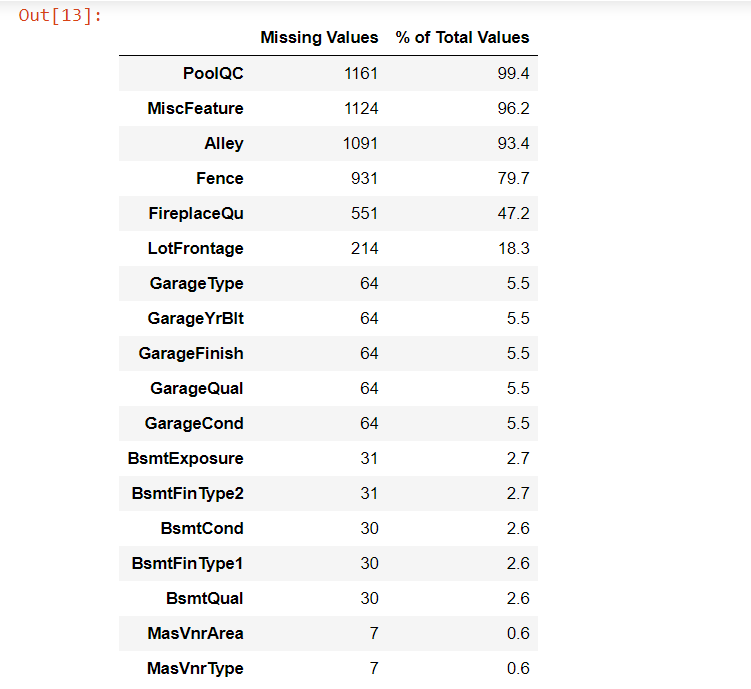 Out[13]:
Missing Values % of Total Values
PoolQC 1161 99.4
MiscFeature 1124 96.2
Alley 1091 93.4
Fence 931 79.7
FireplaceQu 551 47.2
LotFrontage 214 18.3
GarageType 64 5.5
GarageYrBlt 64 5.5
GarageFinish 64 5.5
GarageQual 64 5.5
GarageCond 64 5.5
BsmtExposure 31 2.7
BsmtFinType2 31 2.7
BsmtCond 30 2.6
BsmtFinType1 30 2.6
BsmtQual 30 2.6
MasVnrArea 7 0.6
MasVnrType 7 0.6